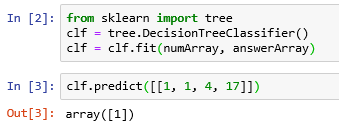 In [2]: from sklearn import tree
clf = tree.DecisionTreeClassifier()
clf = clf.fit(numArray, answerArray)
In [3]: clf.predict([[1, 1, 4, 17]])
Out[3]: array([1])